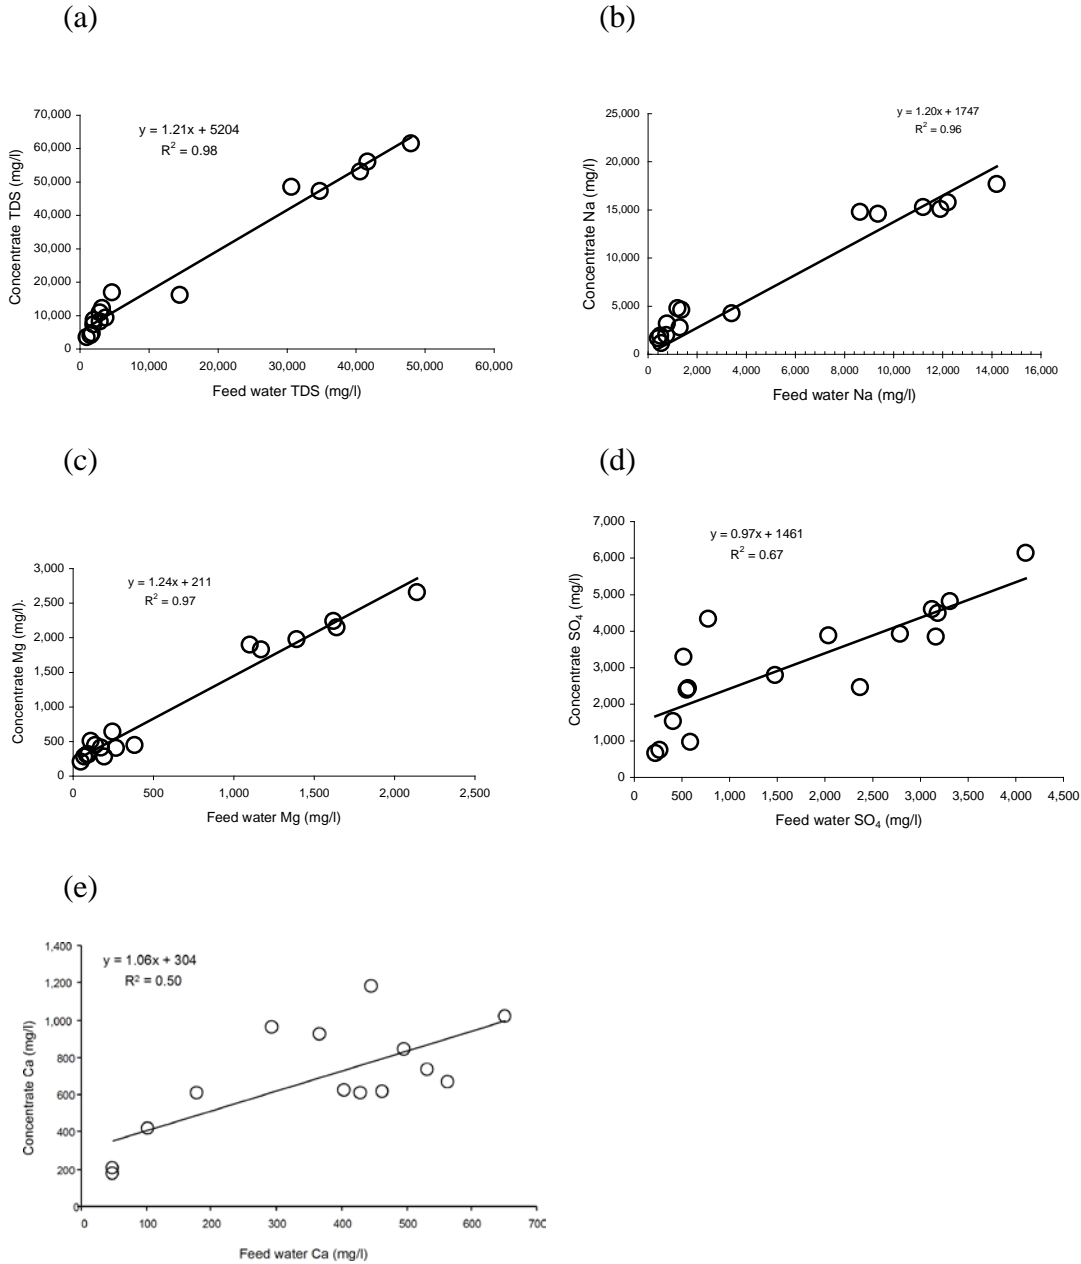 (a)
(b)
y = 1.21x + 5204
R² = 0.98
Concentrate TDS (mg/l)
70,000
60,000
50,000
40,000
30,000
20,000
10,000
0
0 10,000 20,000 30,000 40,000 50,000 60,000
Feed water TDS (mg/l)
y = 1.20x + 1747
R² = 0.96
Concentrate Na (mg/l)
25,000
20,000
15,000
10,000
5,000
0
0 2,000 4,000 6,000 8,000 10,000 12,000 14,000 16,000
Feed water Na (mg/l)
(c)
(d)
y = 1.24x + 211
R² = 0.97
Concentrate Mg (mg/l).
3,000
2,500
2,000
1,500
1,000
500
0
0 500 1,000 1,500 2,000 2,500
Feed water Mg (mg/l)
y = 0.97x + 1461
R² = 0.67
Concentrate SO₄ (mg/l)
7,000
6,000
5,000
4,000
3,000
2,000
1,000
0
0 500 1,000 1,500 2,000 2,500 3,000 3,500 4,000 4,500
Feed water SO₄ (mg/l)
(e)
y = 1.06x + 304
R² = 0.50
Concentrate Ca (mg/l)
1,400
1,200
1,000
800
600
400
200
0
0 100 200 300 400 500 600 700
Feed water Ca (mg/l)